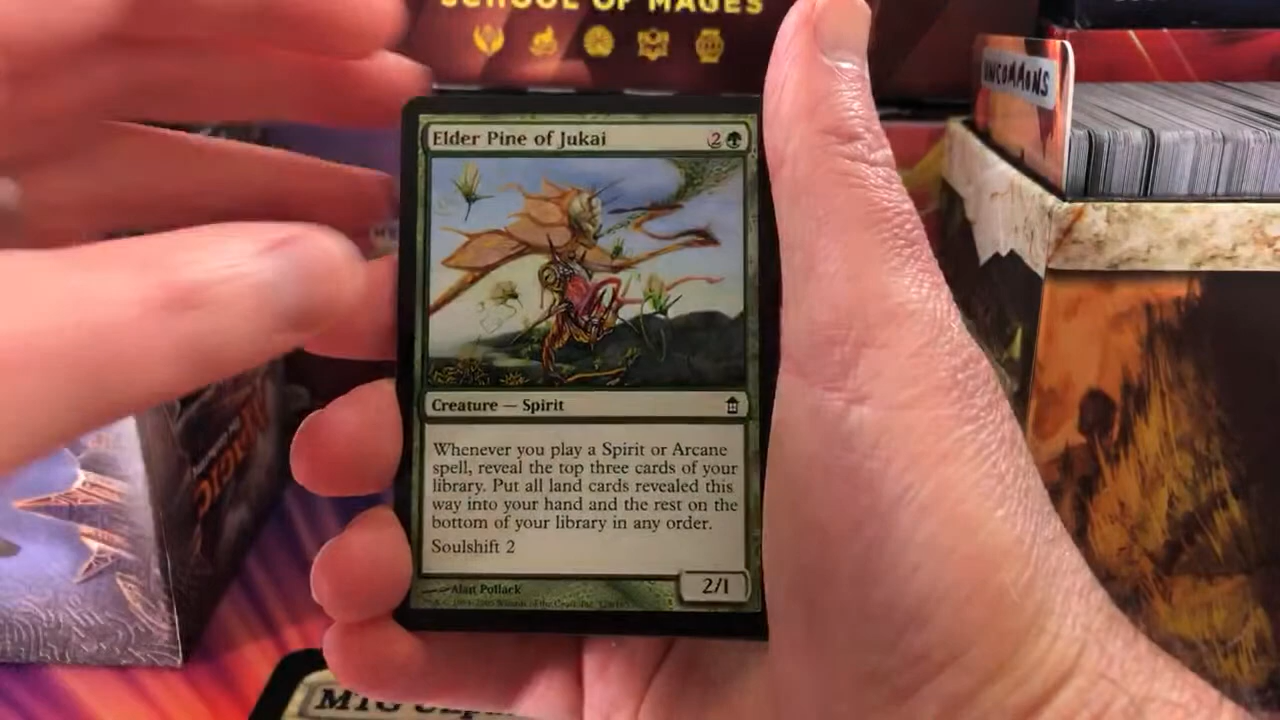 SCHOOL OF MAGES
UNCOMMONS
Elder Pine of Jukai 2
Creature — Spirit
Whenever you play a Spirit or Arcane
spell, reveal the top three cards of your
library. Put all land cards revealed this
way into your hand and the rest on the
bottom of your library in any order.
Soulshift 2
2/1
Alan Pollack
MAGIC
MTG